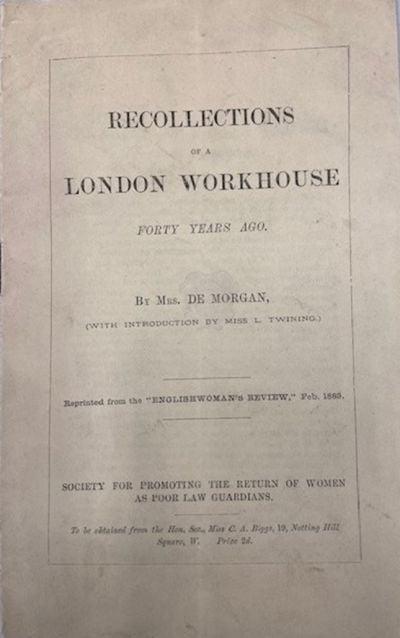 RECOLLECTIONS
OF A
LONDON WORKHOUSE
FORTY YEARS AGO.
BY MRS. DE MORGAN,
(WITH INTRODUCTION BY MISS L. TWINING.)
Reprinted from the "ENGLISHWOMAN'S REVIEW," Feb. 1889.
SOCIETY FOR PROMOTING THE RETURN OF WOMEN
AS POOR LAW GUARDIANS.
To be obtained from the Hon. Sec., Miss C. A. Biggs, 19, Notting Hill
Square, W. Price 2d.